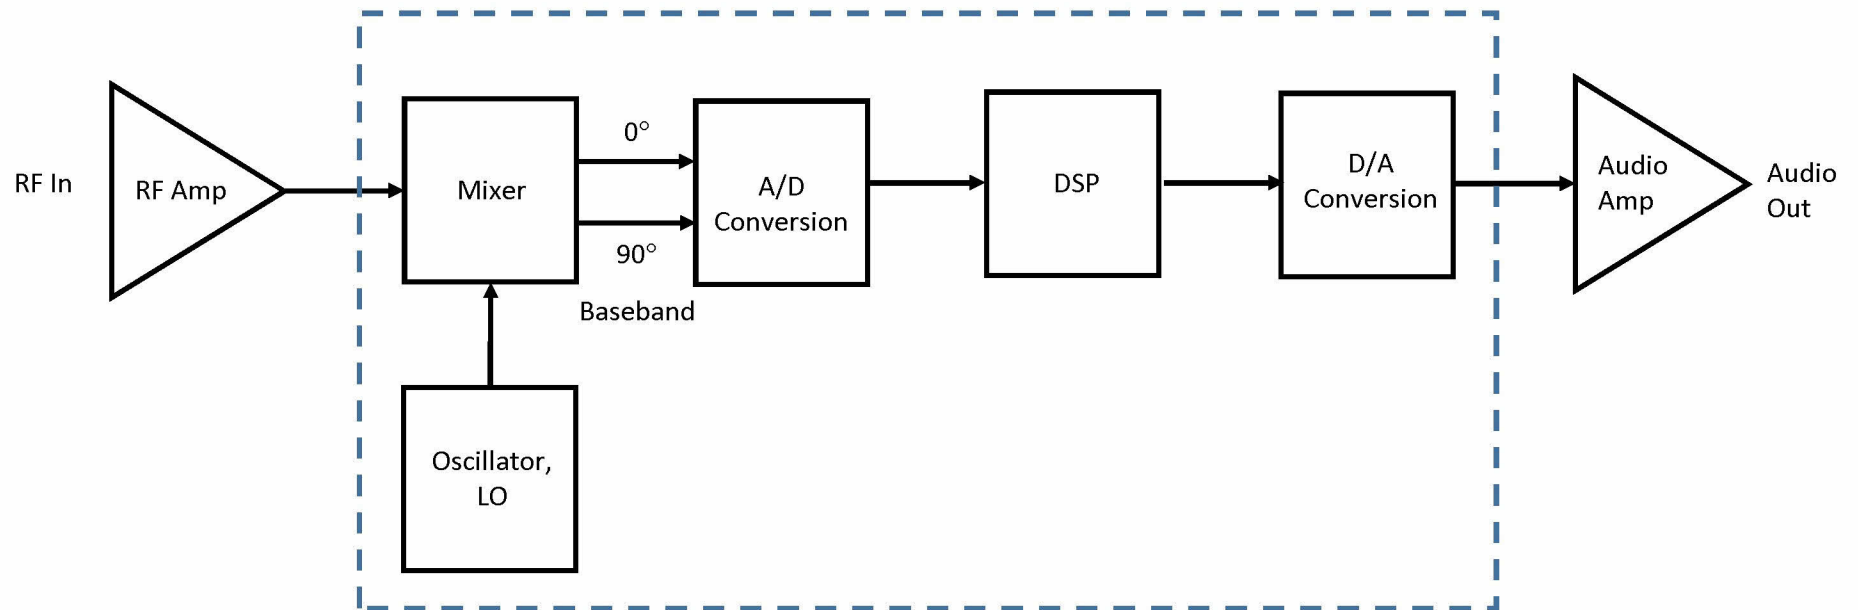 RF In
RF Amp
Mixer
0°
90°
Baseband
A/D
Conversion
DSP
D/A
Conversion
Audio
Amp
Audio
Out
Oscillator,
LO